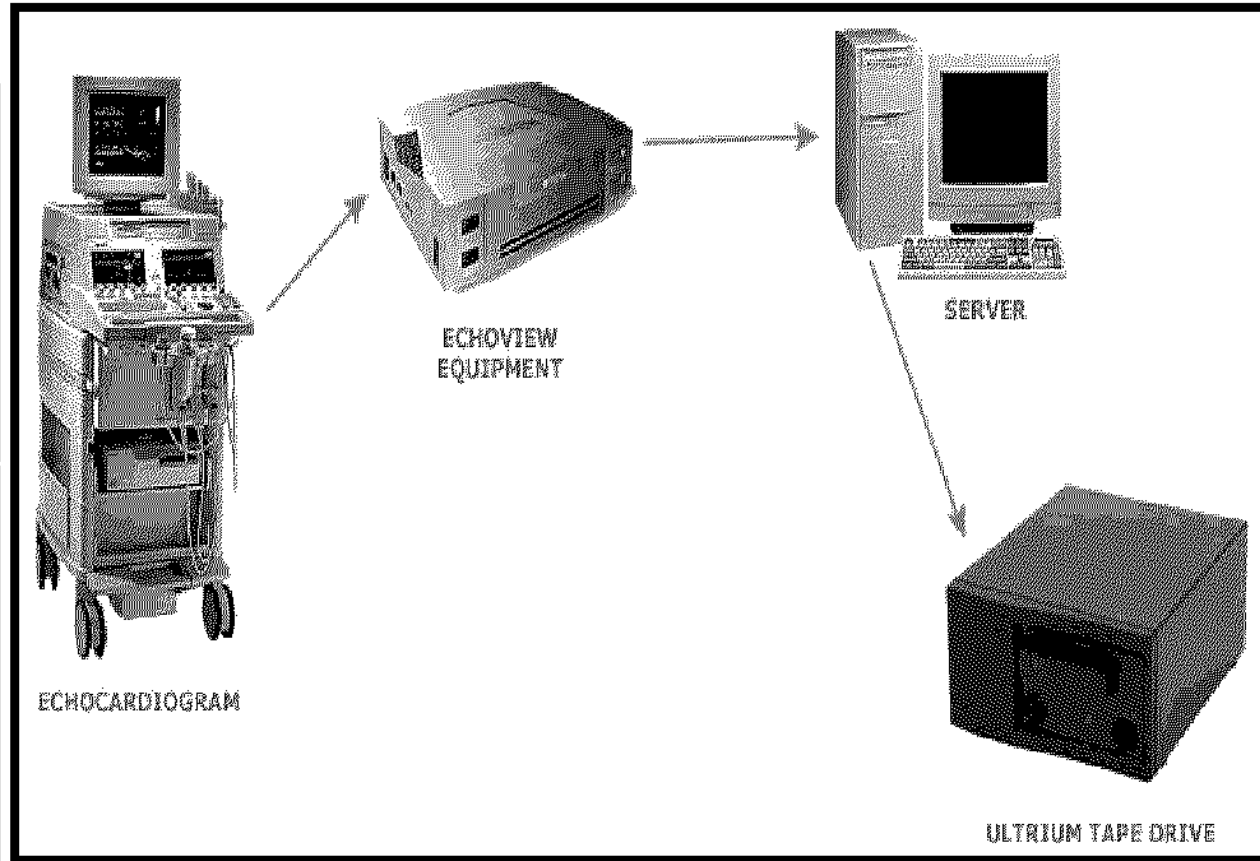 ECHOCARDIOGRAM
ECHOVIEW
EQUIPMENT
SERVER
ULTRIUM TAPE DRIVE